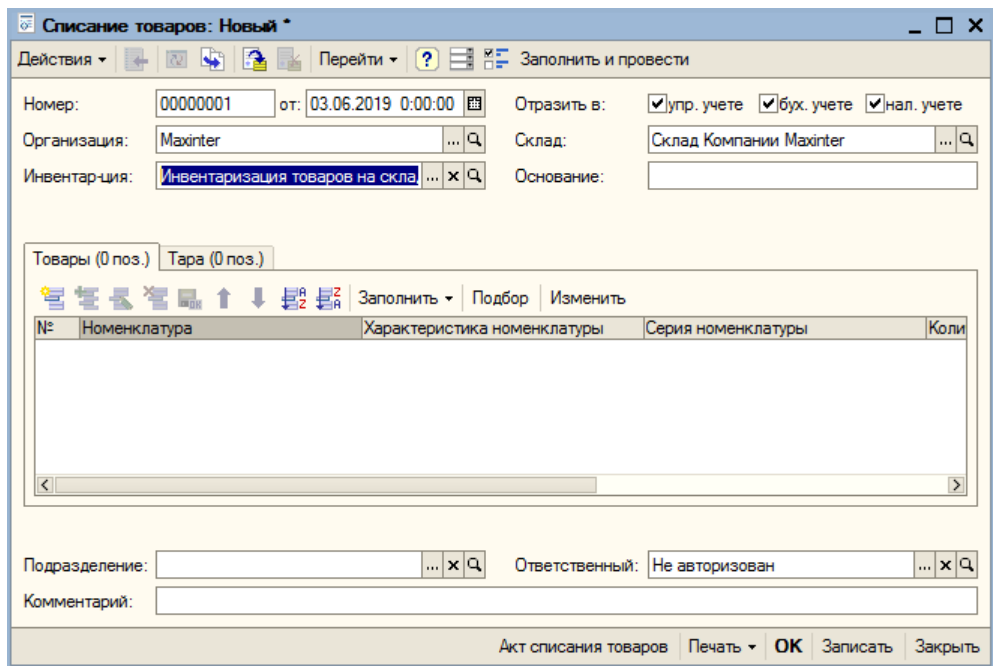 Списание товаров: Новый *
Действия Перейти ? Заполнить и провести
Номер: 00000001 от: 03.06.2019 0:00:00 Отразить в: упр. учете бух. учете нал. учете
Организация: Maxinter ... Склад: Склад Компании Maxinter ...
Инвентар-ция: Инвентаризация товаров на скла, ... x Основание:
Товары (0 поз.) Тара (0 поз.)
Заполнить Подбор Изменить
№ Номенклатура Характеристика номенклатуры Серия номенклатуры Коли
Подразделение: ... x Ответственный: Не авторизован ... x
Комментарий:
Акт списания товаров Печать OK Записать Закрыть